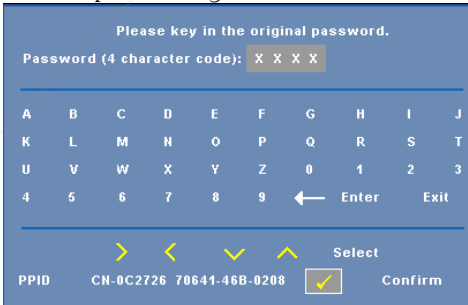 Please key in the original password.
Password (4 character code): X X X X
A B C D E F G H I J
K L M N O P Q R S T
U V W X Y Z 0 1 2 3
4 5 6 7 8 9 ← Enter Exit
Select
PPID CN-0C2726 70641-46B-0208 Confirm